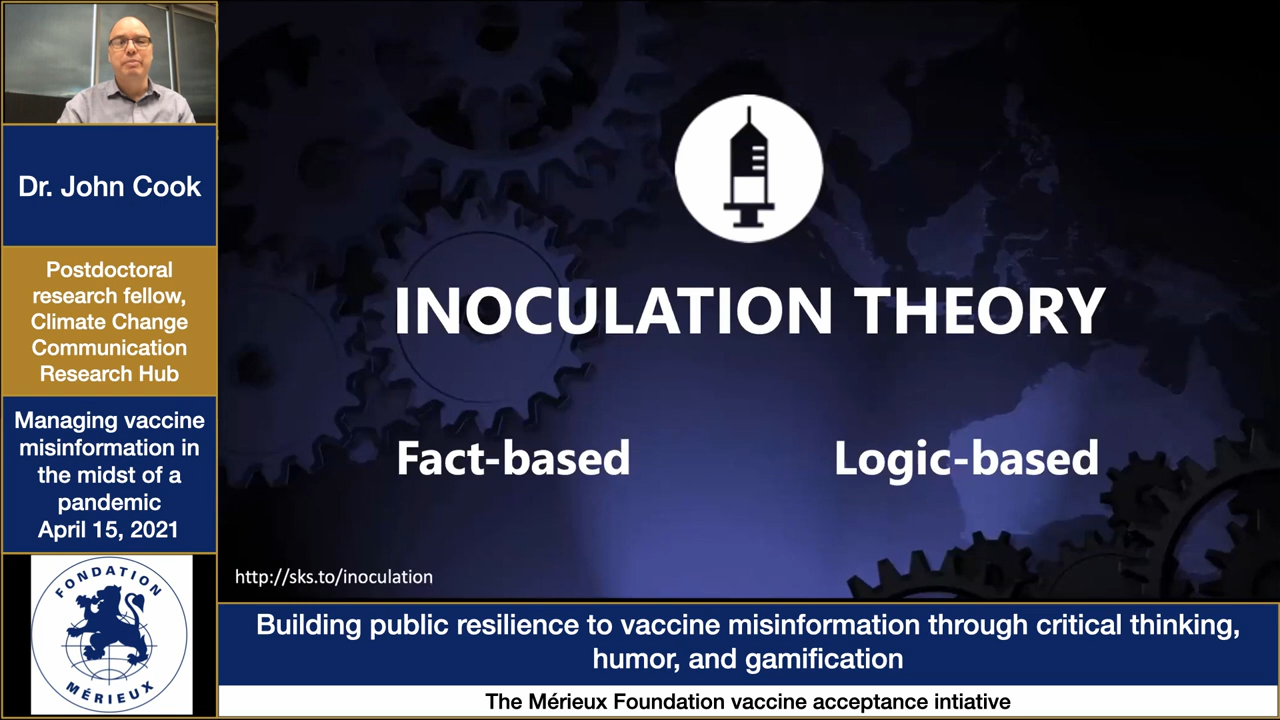 Dr. John Cook
Postdoctoral
research fellow,
Climate Change
Communication
Research Hub
Managing vaccine
misinformation in
the midst of a
pandemic
April 15, 2021
FONDATION
MÉRIEUX
INOCULATION THEORY
Fact-based
Logic-based
http://sks.to/inoculation
Building public resilience to vaccine misinformation through critical thinking,
humor, and gamification
The Mérieux Foundation vaccine acceptance intiative